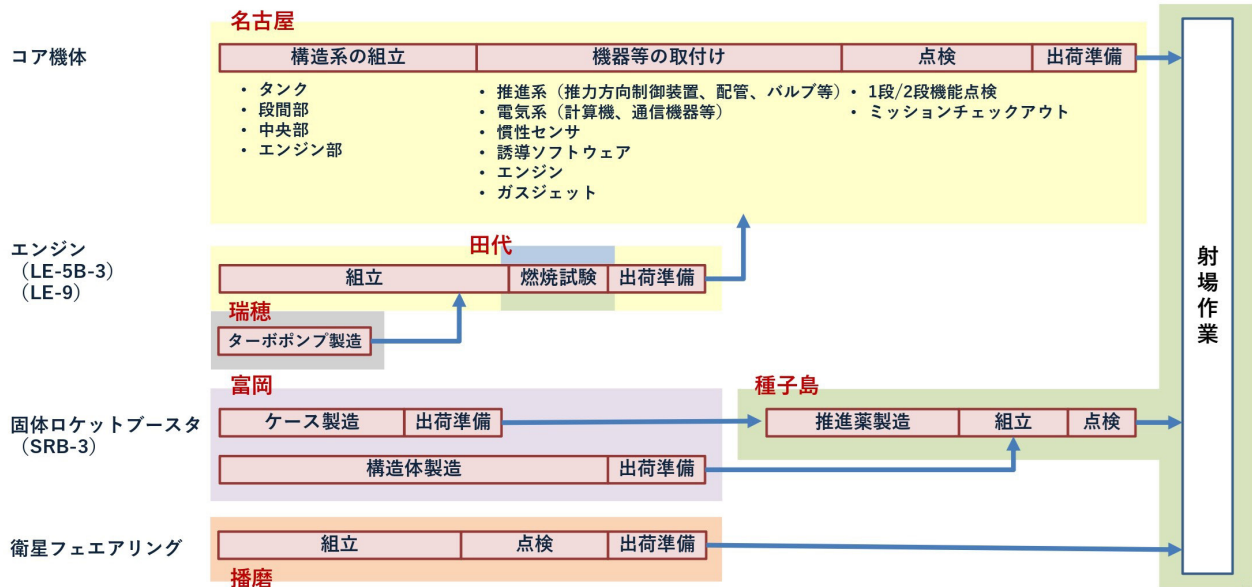 名古屋
コア機体
構造系の組立
機器等の取付け
点検
出荷準備
• タンク
• 段間部
• 中央部
• エンジン部
• 推進系（推力方向制御装置、配管、バルブ等）
• 電気系（計算機、通信機器等）
• 慣性センサ
• 誘導ソフトウェア
• エンジン
• ガスジェット
• 1段/2段機能点検
• ミッションチェックアウト
エンジン
（LE-5B-3）
（LE-9）
田代
組立
燃焼試験
出荷準備
瑞穂
ターボポンプ製造
固体ロケットブースタ
（SRB-3）
富岡
ケース製造
出荷準備
構造体製造
出荷準備
種子島
推進薬製造
組立
点検
衛星フェエアリング
組立
点検
出荷準備
播磨
射場作業